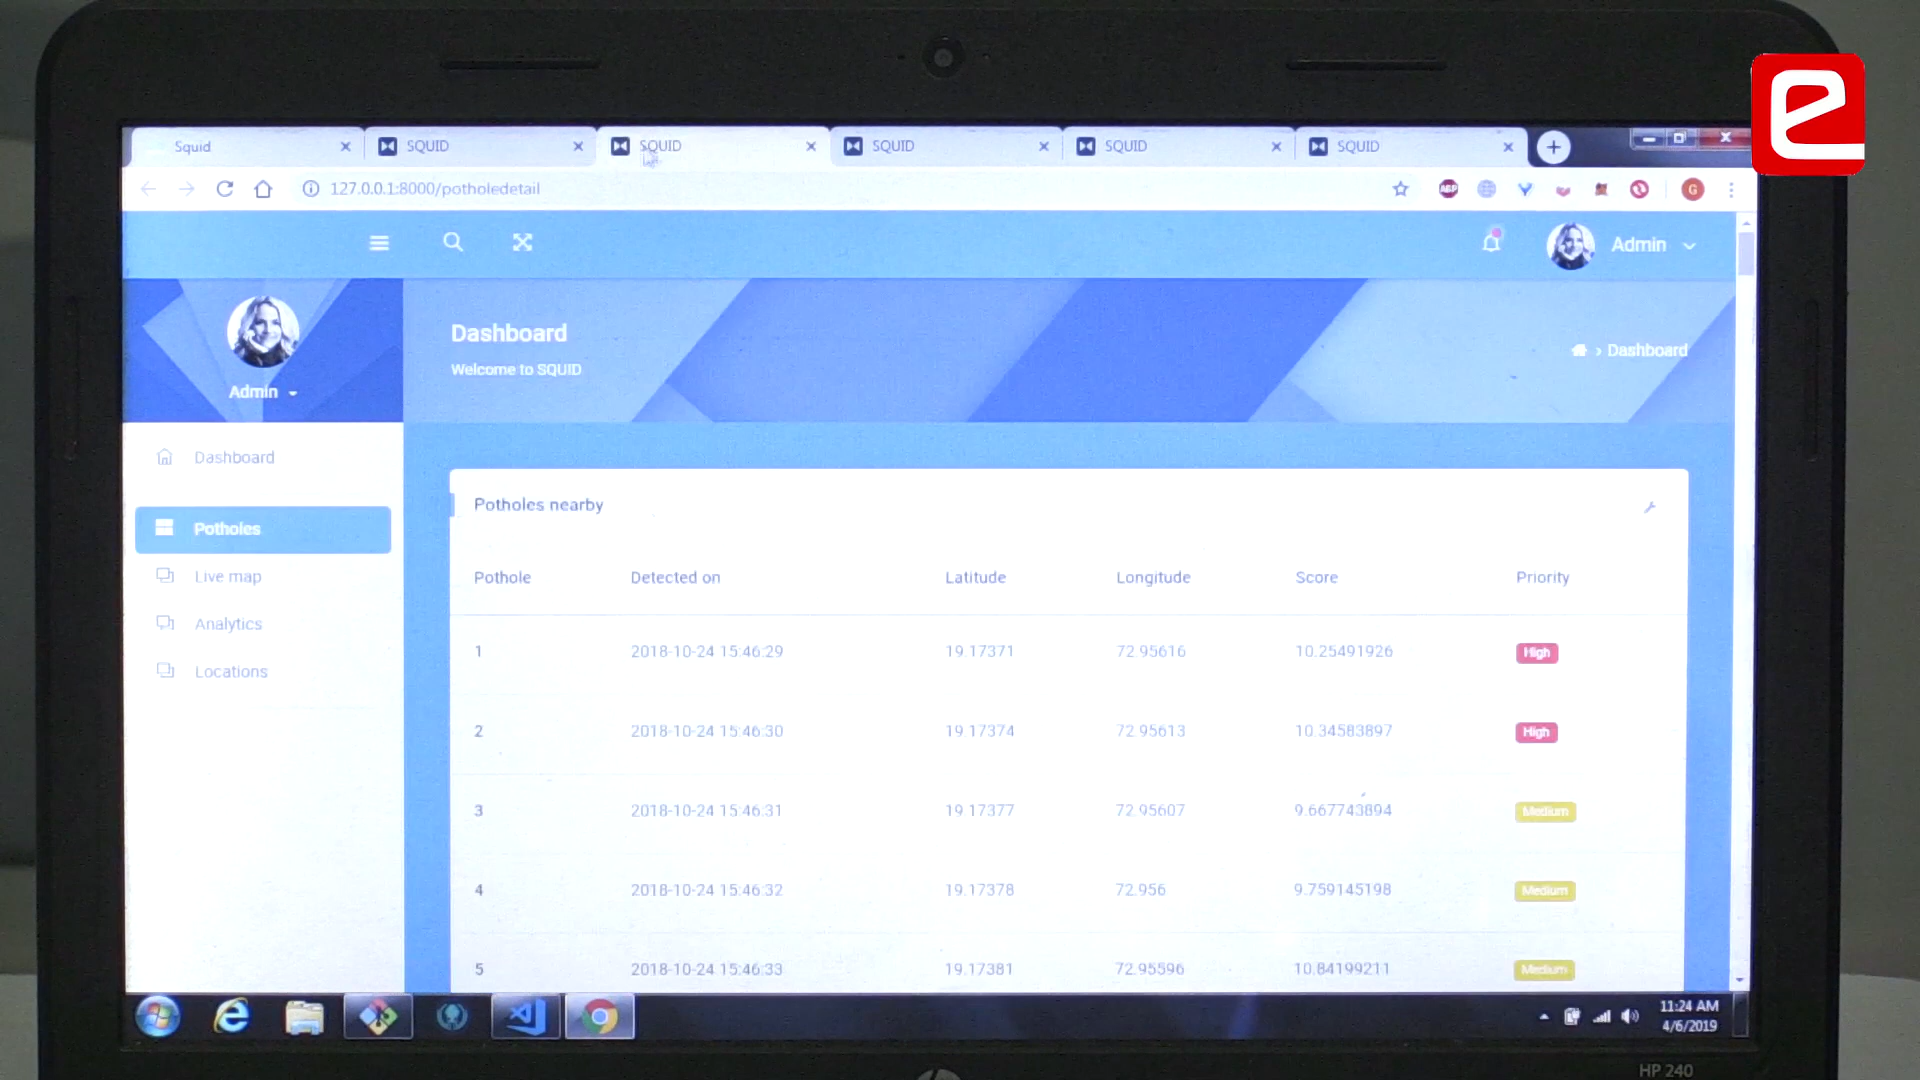 Squid
SQUID
SQUID
SQUID
SQUID
SQUID
127.0.0.1:8000/potholedetail
ABP
G
e
Admin
Dashboard
Welcome to SQUID
Dashboard
Admin
Dashboard
Potholes
Live map
Analytics
Locations
Potholes nearby
Pothole Detected on Latitude Longitude Score Priority
1 2018-10-24 15:46:29 19.17371 72.95616 10.25491926 High
2 2018-10-24 15:46:30 19.17374 72.95613 10.34583897 High
3 2018-10-24 15:46:31 19.17377 72.95607 9.667743894 Medium
4 2018-10-24 15:46:32 19.17378 72.956 9.759145198 Medium
5 2018-10-24 15:46:33 19.17381 72.95596 10.84199211 Medium
11:24 AM
4/6/2019
HP 240